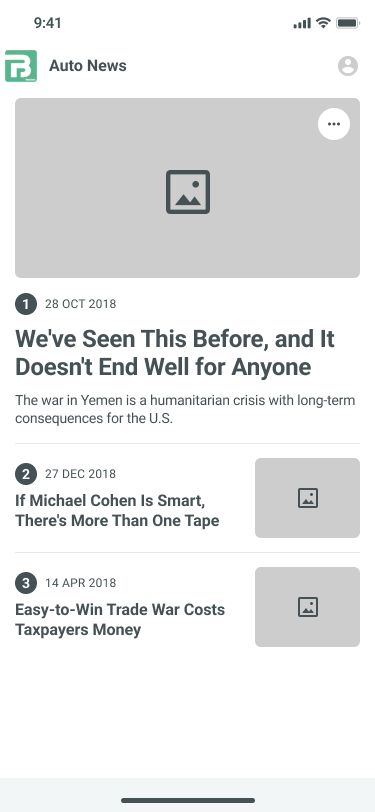 9:41
Auto News
1 28 OCT 2018
We've Seen This Before, and It
Doesn't End Well for Anyone
The war in Yemen is a humanitarian crisis with long-term
consequences for the U.S.
2 27 DEC 2018
If Michael Cohen Is Smart,
There's More Than One Tape
3 14 APR 2018
Easy-to-Win Trade War Costs
Taxpayers Money